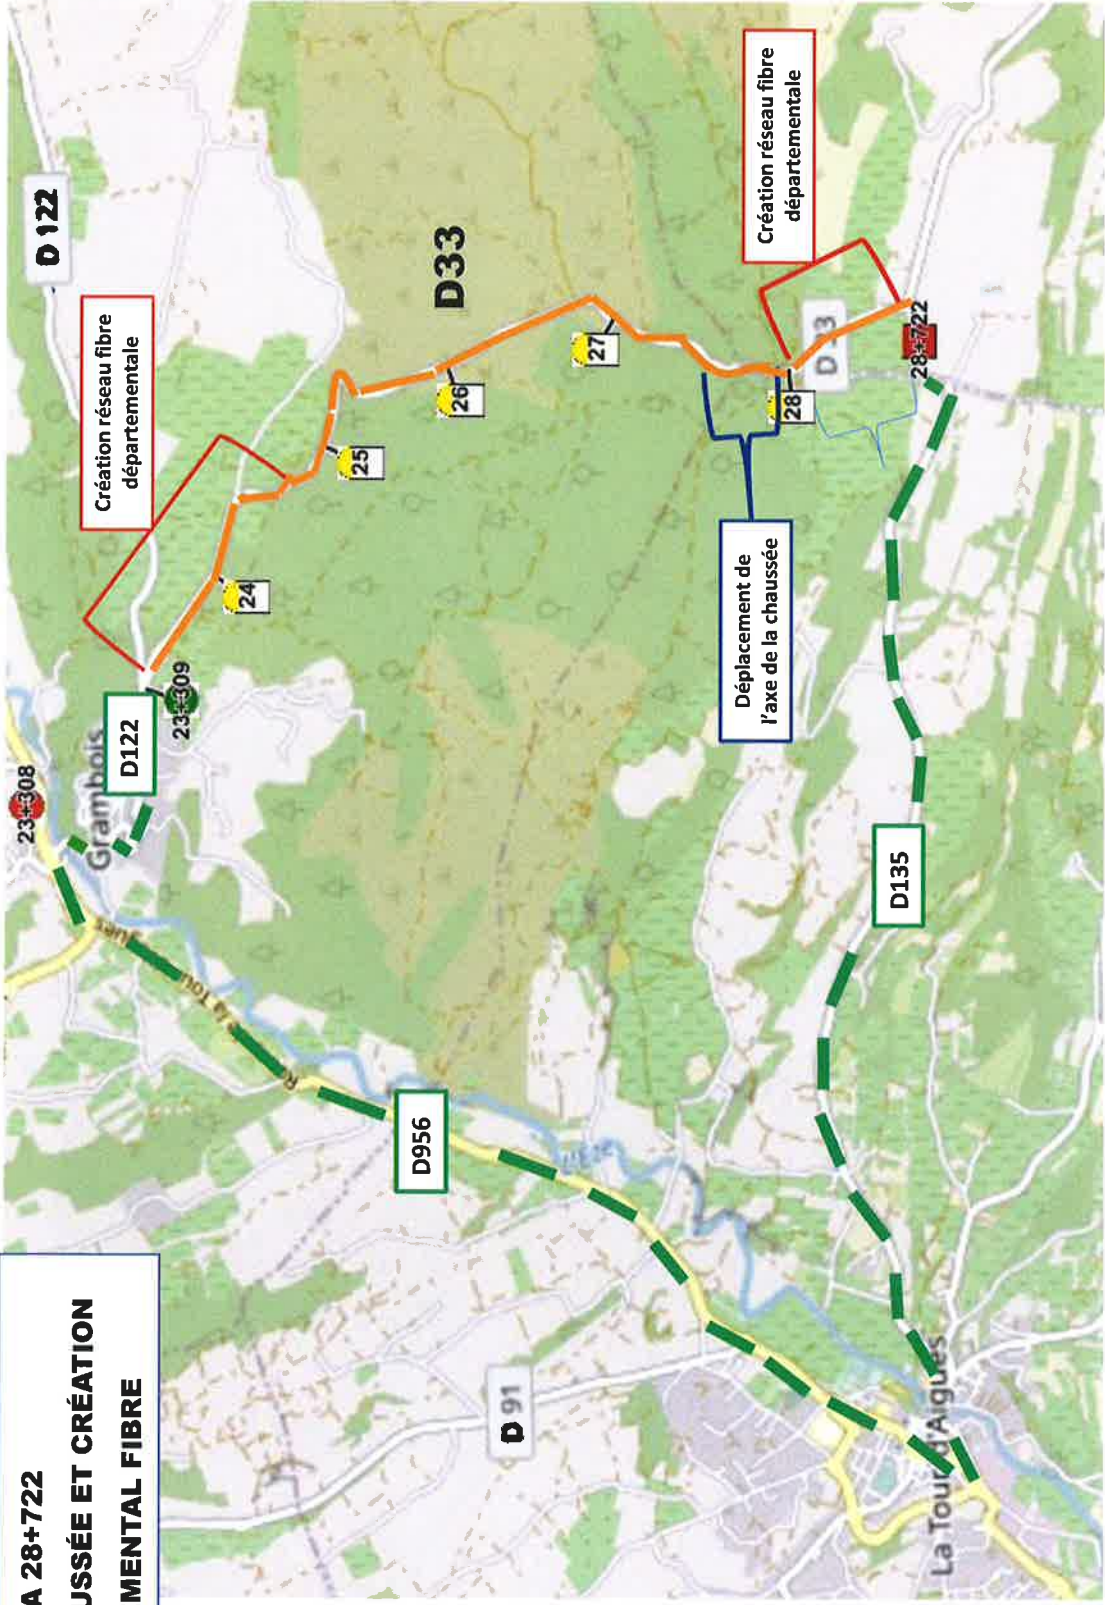 A 28+722
USSÉE ET CRÉATION
MENTAL FIBRE
23+308
Grambois
D122
23+309
Création réseau fibre
départementale
D 122
24
25
26
27
28
D33
D956
D 91
Lèze
Déplacement de
l'axe de la chaussée
Création réseau fibre
départementale
28+722
D135
La Tour d'Aigues